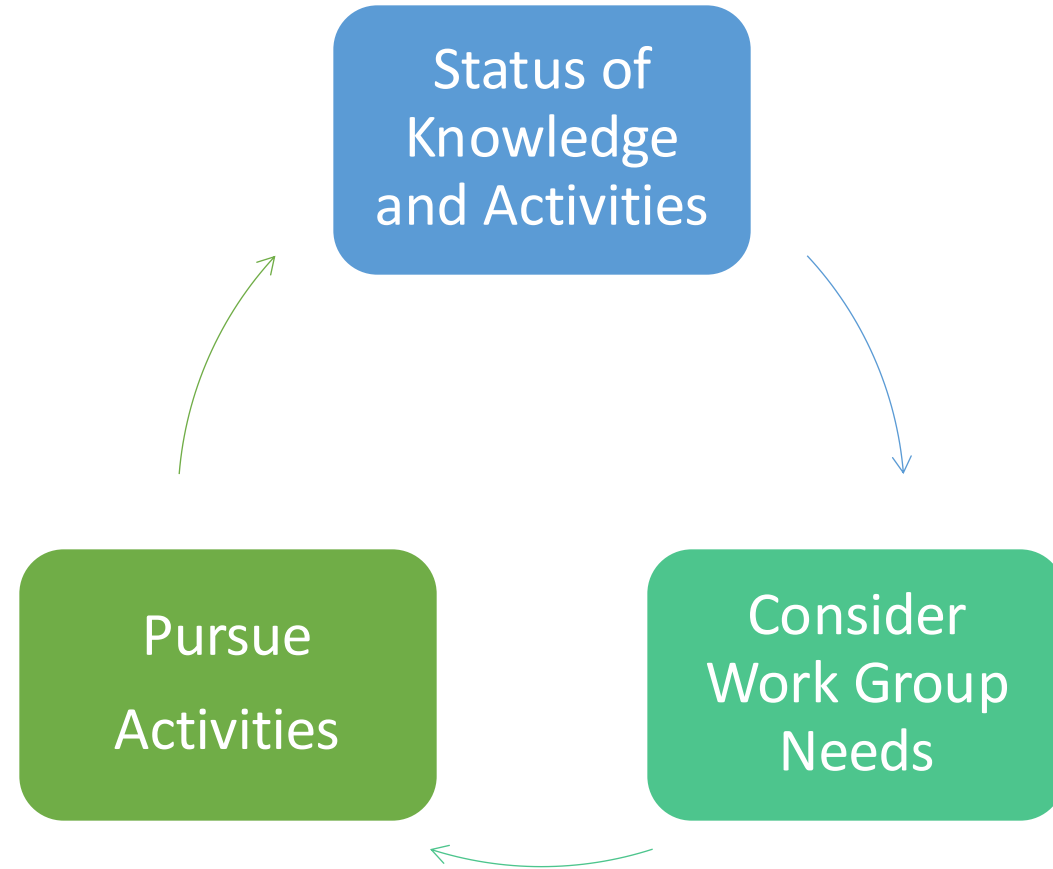 Status of
Knowledge
and Activities
Consider
Work Group
Needs
Pursue
Activities